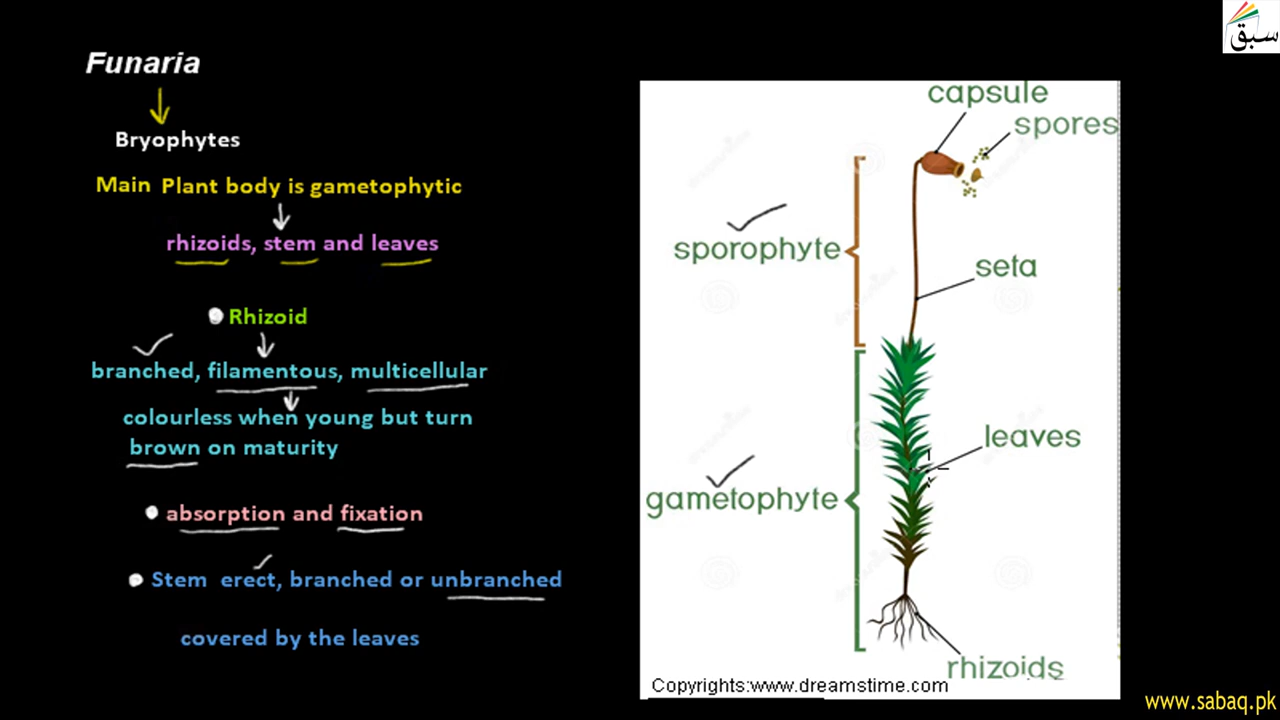 سبق
Funaria
Bryophytes
Main Plant body is gametophytic
rhizoids, stem and leaves
Rhizoid
branched, filamentous, multicellular
colourless when young but turn
brown on maturity
absorption and fixation
Stem erect, branched or unbranched
covered by the leaves
capsule
spores
sporophyte
seta
leaves
gametophyte
rhizoids
Copyrights:www.dreamstime.com
www.sabaq.pk